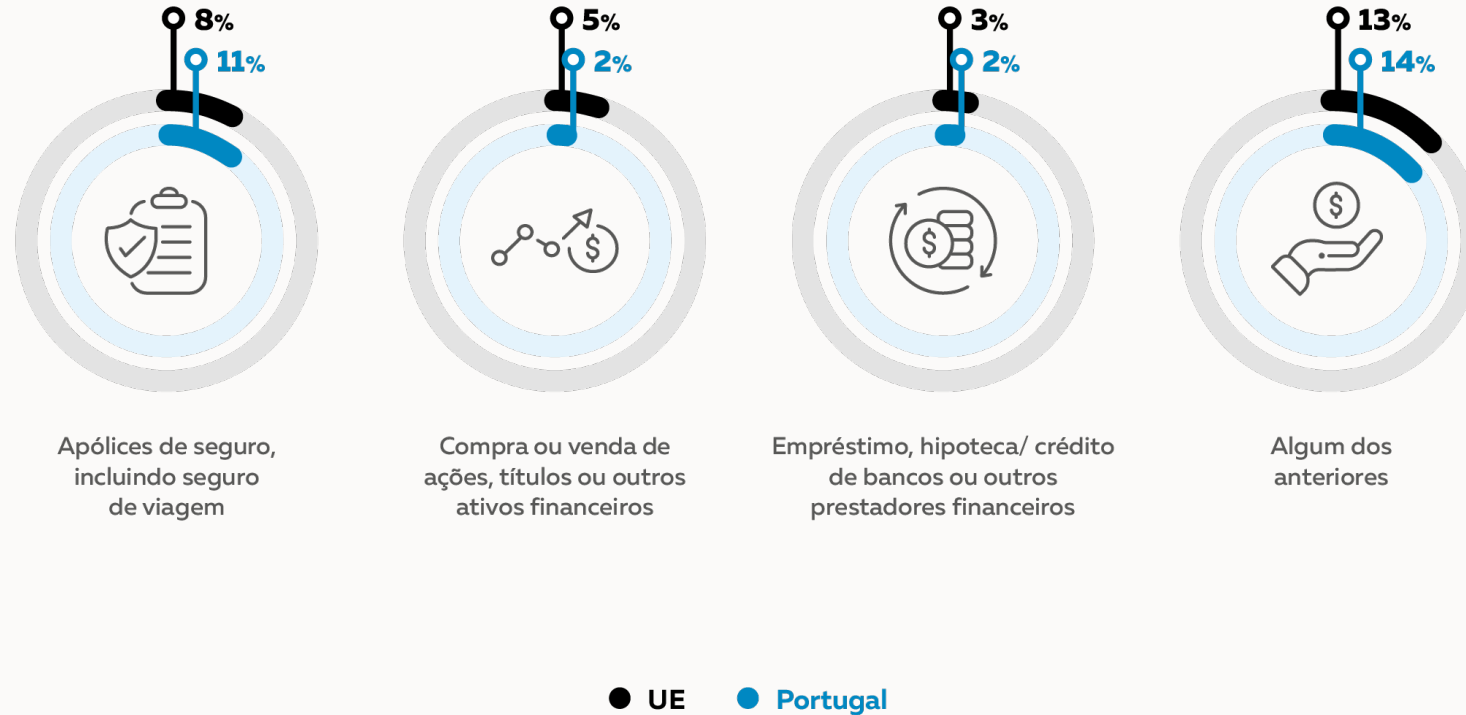 8%
11%
5%
2%
3%
2%
13%
14%
Apólices de seguro,
incluindo seguro
de viagem
Compra ou venda de
ações, títulos ou outros
ativos financeiros
Empréstimo, hipoteca/ crédito
de bancos ou outros
prestadores financeiros
Algum dos
anteriores
UE
Portugal